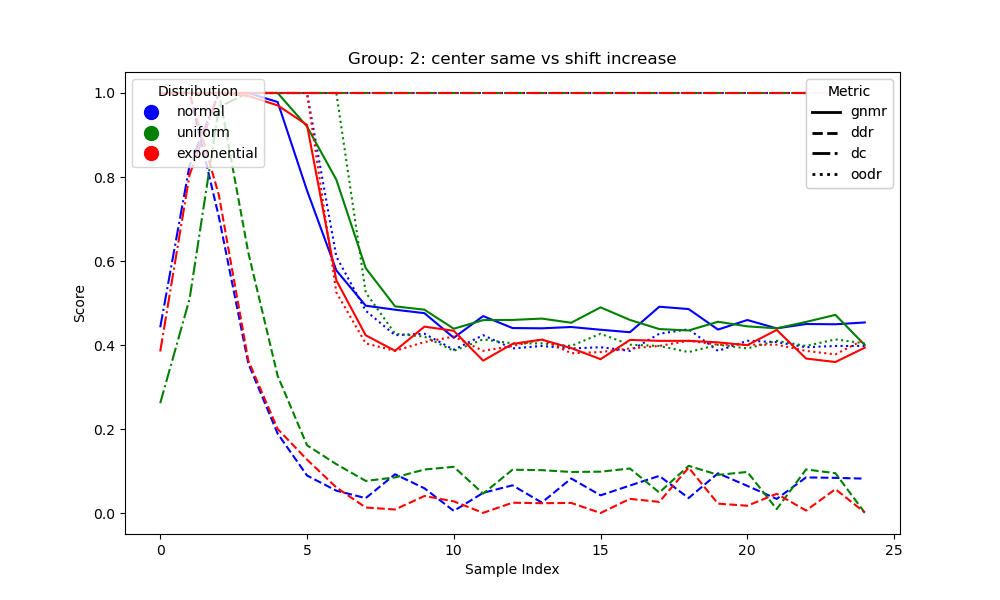 Group: 2: center same vs shift increase
Distribution
normal
uniform
exponential
Metric
gnmr
ddr
dc
oodr
Score
1.0
0.8
0.6
0.4
0.2
0.0
0
5
10
15
20
25
Sample Index